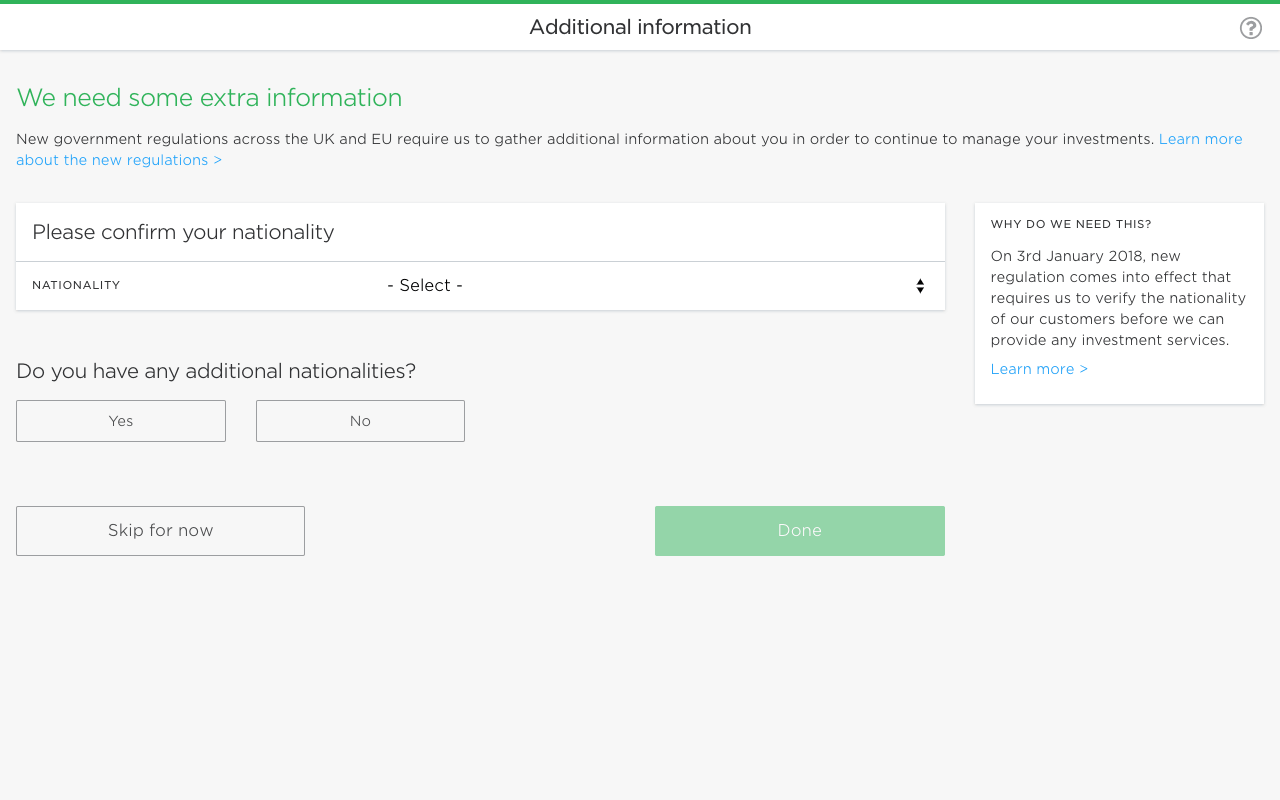 Additional information
?
We need some extra information
New government regulations across the UK and EU require us to gather additional information about you in order to continue to manage your investments. Learn more
about the new regulations >
Please confirm your nationality
NATIONALITY - Select -
Do you have any additional nationalities?
Yes No
Skip for now Done
WHY DO WE NEED THIS?
On 3rd January 2018, new
regulation comes into effect that
requires us to verify the nationality
of our customers before we can
provide any investment services.
Learn more >